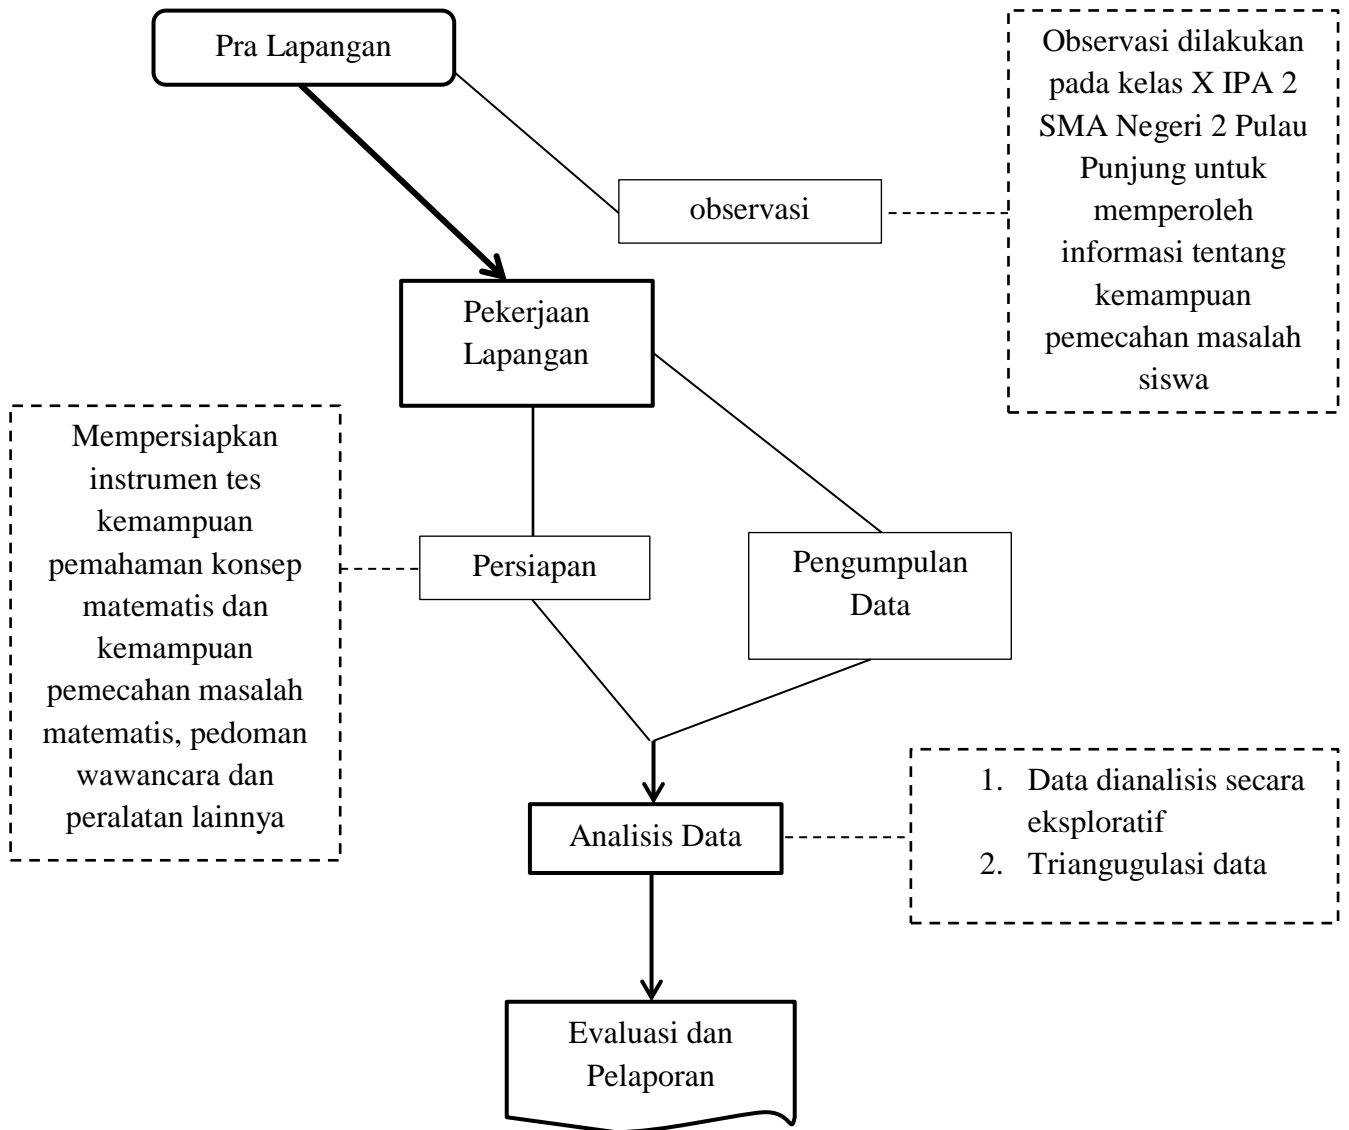 Pra Lapangan
Observasi dilakukan
pada kelas X IPA 2
SMA Negeri 2 Pulau
Punjung untuk
memperoleh
informasi tentang
kemampuan
pemecahan masalah
siswa
observasi
Pekerjaan
Lapangan
Mempersiapkan
instrumen tes
kemampuan
pemahaman konsep
matematis dan
kemampuan
pemecahan masalah
matematis, pedoman
wawancara dan
peralatan lainnya
Persiapan
Pengumpulan
Data
Analisis Data
1. Data dianalisis secara
eksploratif
2. Triangugulasi data
Evaluasi dan
Pelaporan